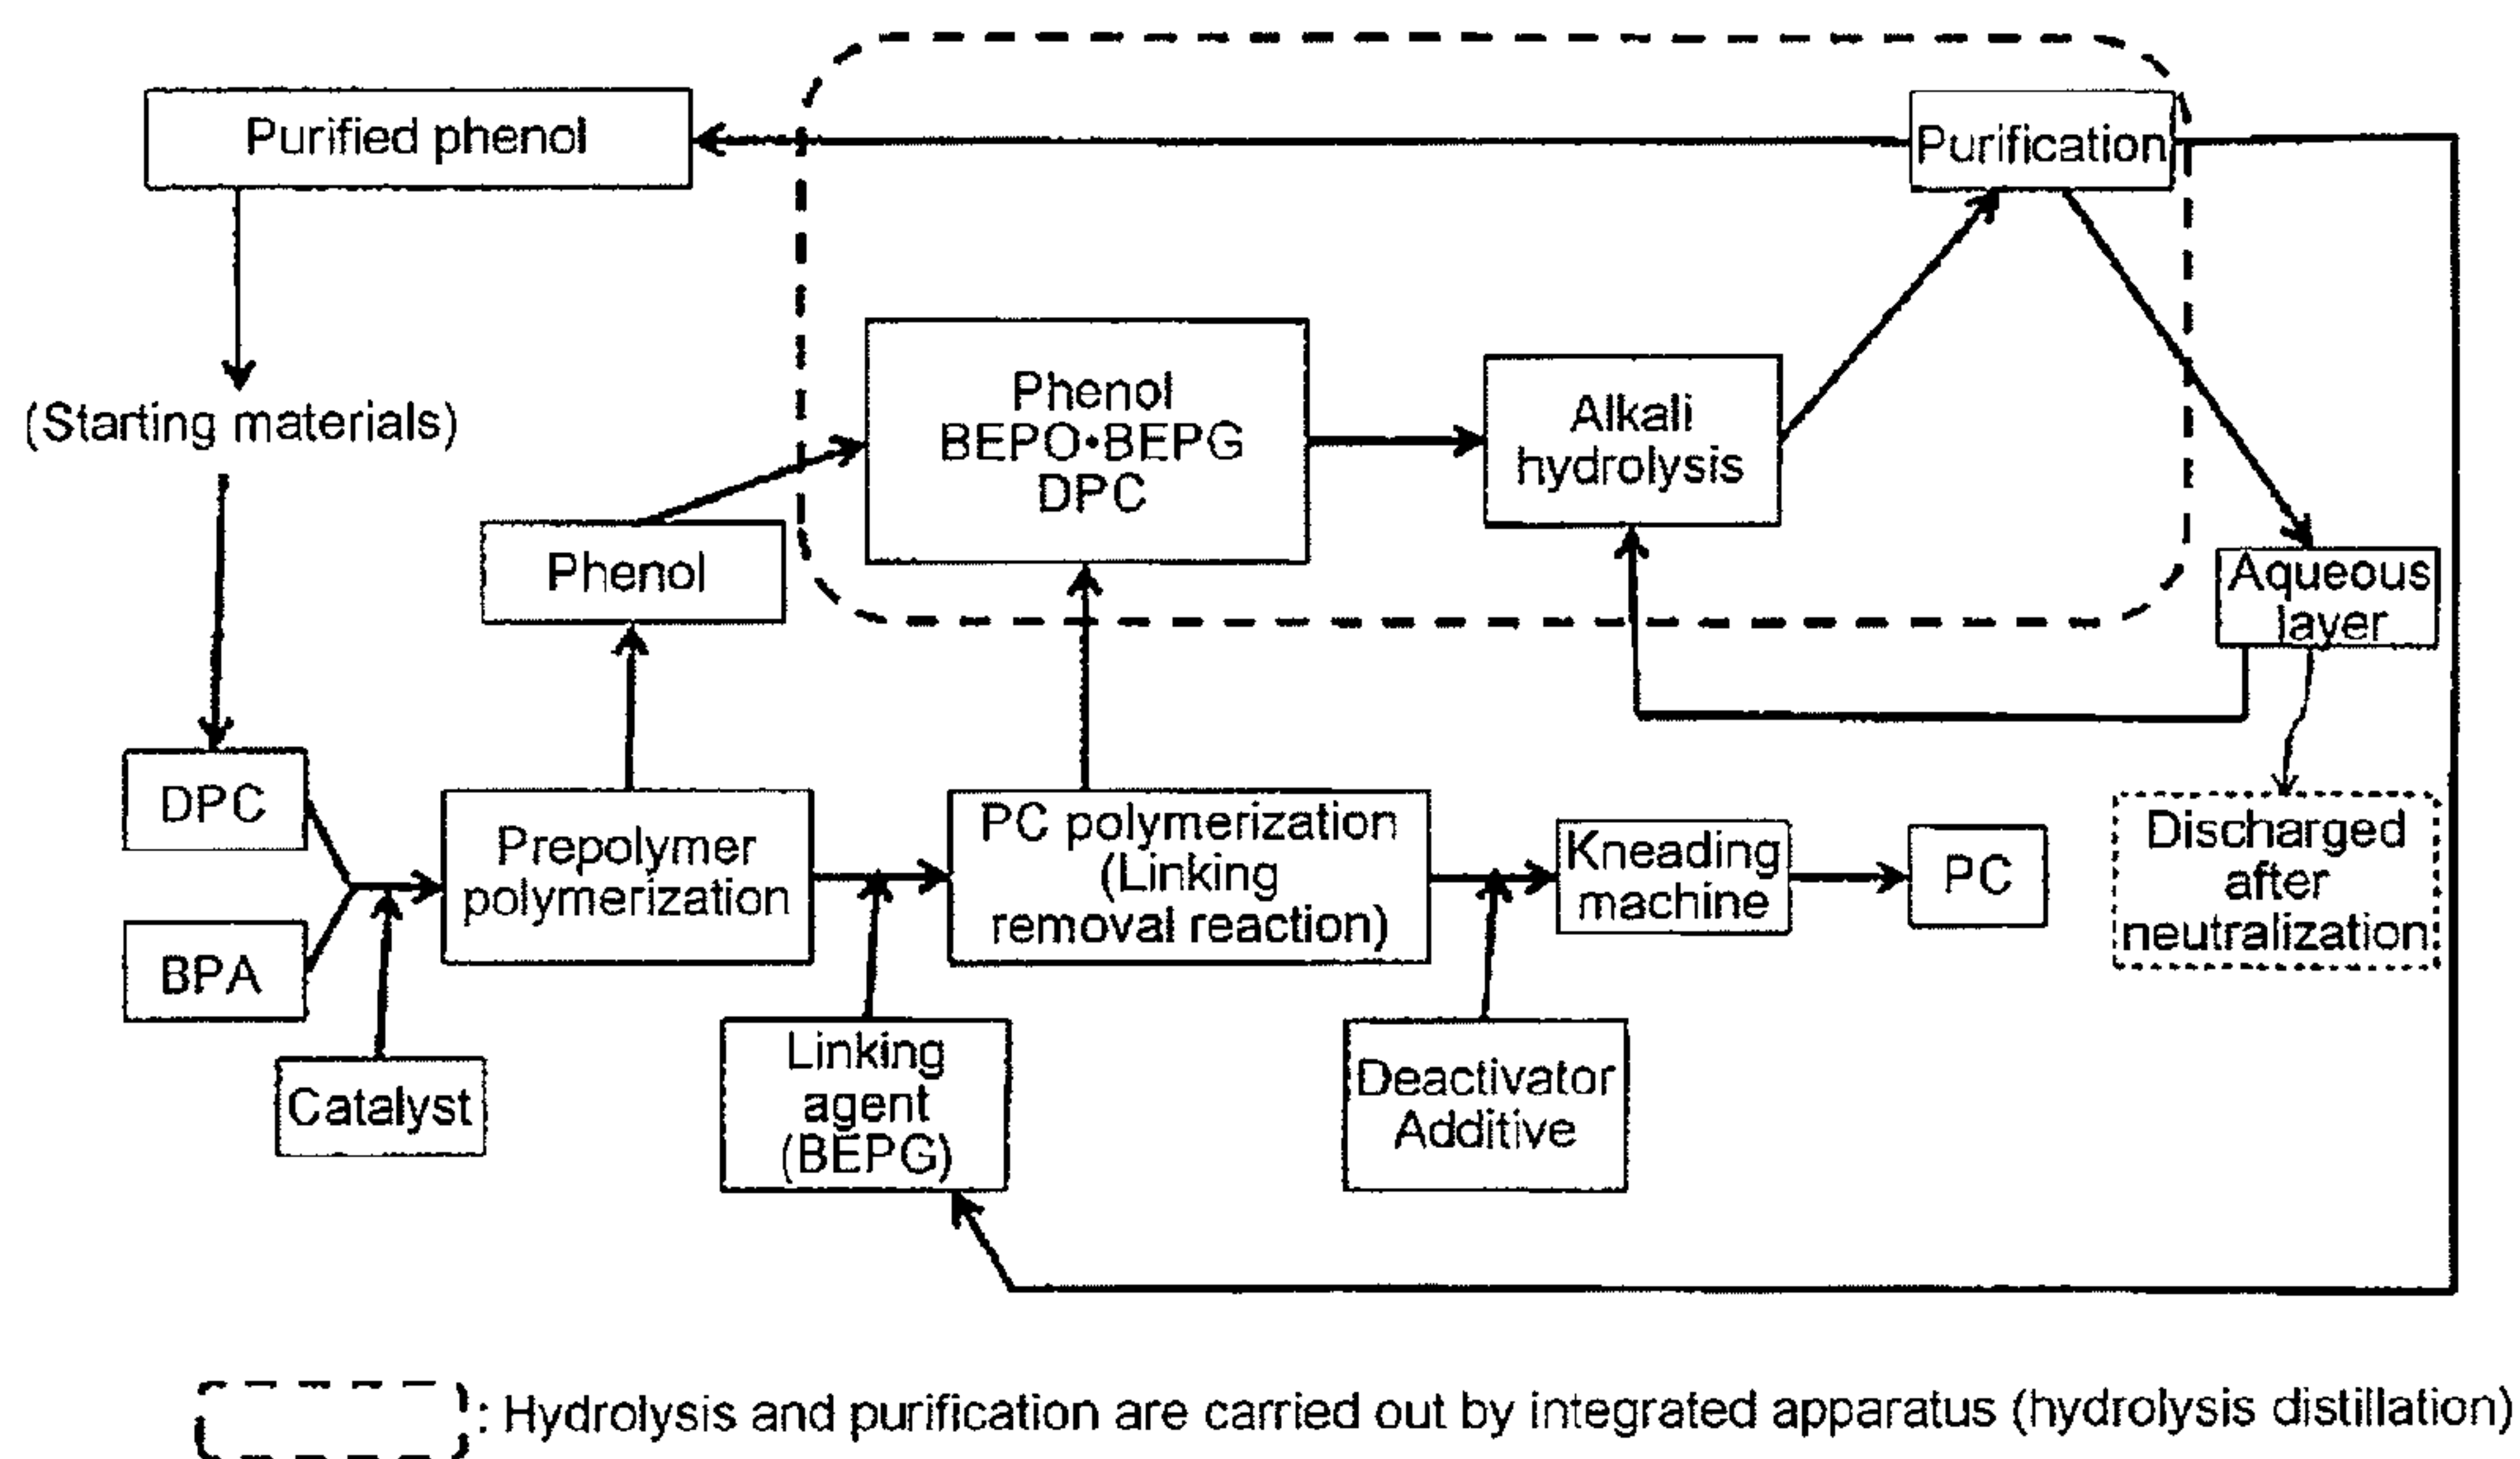 Purified phenol
Purification
(Starting materials)
Phenol
BEPO•BEPG
DPC
Alkali
hydrolysis
Phenol
Aqueous
layer
DPC
BPA
Catalyst
Prepolymer
polymerization
PC polymerization
(Linking
removal reaction)
Kneading
machine
PC
Discharged
after
neutralization
Linking
agent
(BEPG)
Deactivator
Additive
: Hydrolysis and purification are carried out by integrated apparatus (hydrolysis distillation)